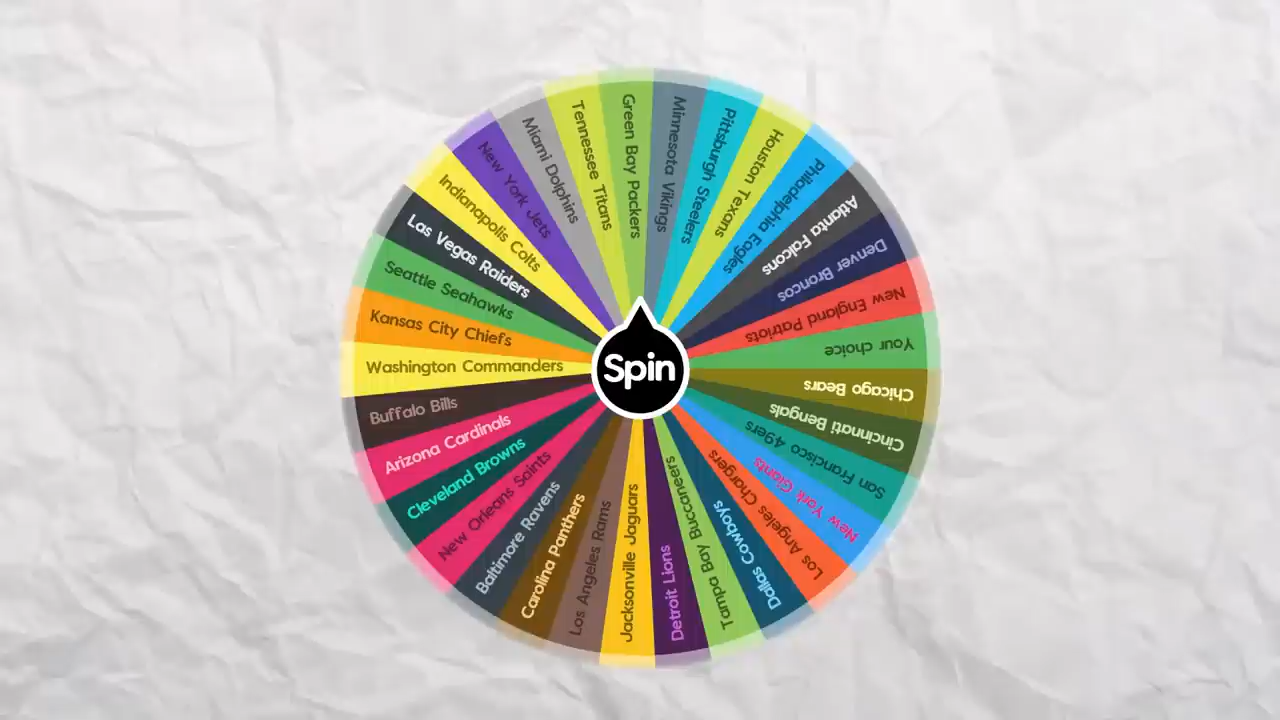 Green Bay Packers
Minnesota Vikings
Pittsburgh Steelers
Houston Texans
Philadelphia Eagles
Atlanta Falcons
Denver Broncos
New England Patriots
Your choice
Chicago Bears
Cincinnati Bengals
San Francisco 49ers
New York Giants
Los Angeles Chargers
Dallas Cowboys
Tampa Bay Buccaneers
Detroit Lions
Jacksonville Jaguars
Los Angeles Rams
Carolina Panthers
Baltimore Ravens
New Orleans Saints
Cleveland Browns
Arizona Cardinals
Buffalo Bills
Washington Commanders
Kansas City Chiefs
Seattle Seahawks
Las Vegas Raiders
Indianapolis Colts
New York Jets
Miami Dolphins
Tennessee Titans
Spin